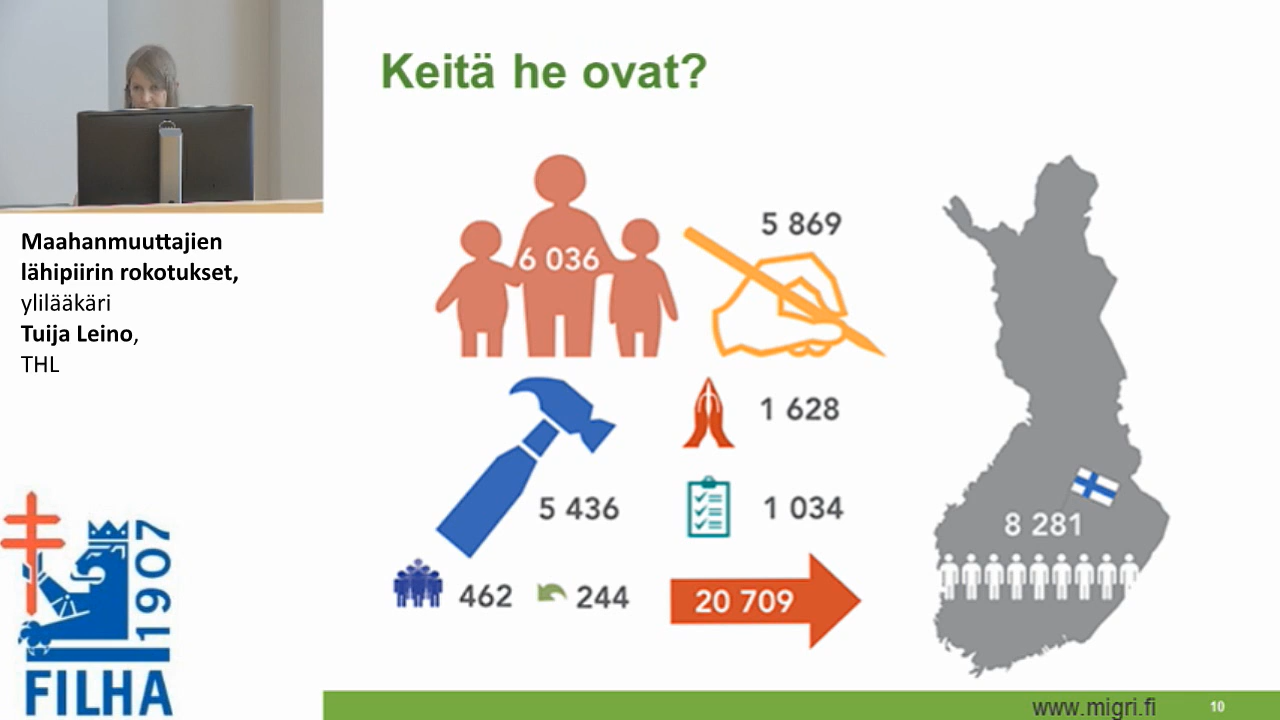 Keitä he ovat?
Maahanmuuttajien
lähipiirin rokotukset,
ylilääkäri
Tuija Leino,
THL
6 036
5 869
1 628
5 436
1 034
462
244
20 709
8 281
1907
FILHA
www.migri.fi
10